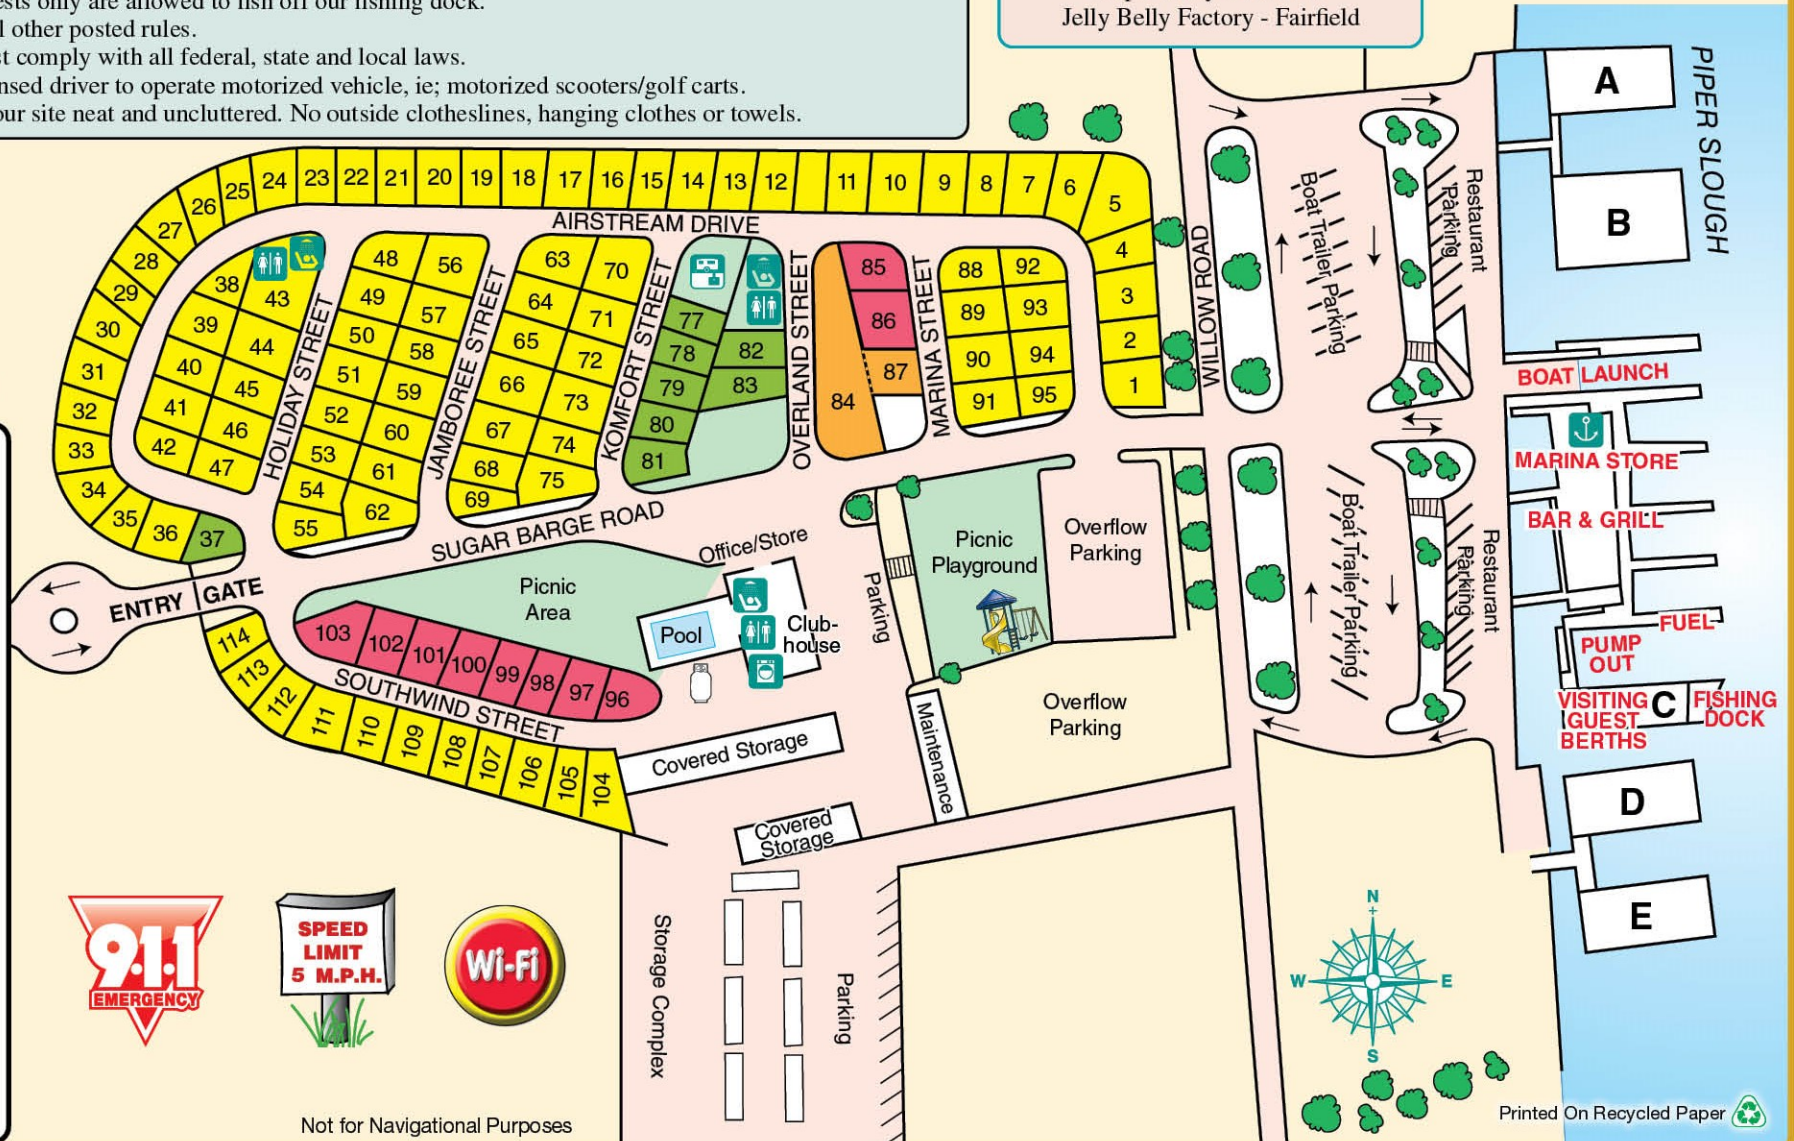 ests only are allowed to fish off our fishing dock.
l other posted rules.
t comply with all federal, state and local laws.
nsed driver to operate motorized vehicle, ie; motorized scooters/golf carts.
our site neat and uncluttered. No outside clotheslines, hanging clothes or towels.
Jelly Belly Factory - Fairfield
PIPER SLOUGH
A
B
24 23 22 21 20 19 18 17 16 15 14 13 12 11 10 9 8 7 6 5
25
26
27
28
29
30
31
32
33
34
35
36
37
4
3
2
1
AIRSTREAM DRIVE
38
39
40
41
42
43
44
45
46
47
HOLIDAY STREET
48
49
50
51
52
53
54
55
56
57
58
59
60
61
62
JAMBOREE STREET
63
64
65
66
67
68
69
70
71
72
73
74
75
KOMFORT STREET
77
78
79
80
81
82
83
OVERLAND STREET
84
85
86
87
MARINA STREET
88
89
90
91
92
93
94
95
WILLOW ROAD
Boat Trailer Parking
Restaurant
Parking
BOAT LAUNCH
MARINA STORE
BAR & GRILL
Boat Trailer Parking
Restaurant
Parking
FUEL
PUMP
OUT
VISITING
GUEST
BERTHS
C
FISHING
DOCK
D
E
SUGAR BARGE ROAD
ENTRY GATE
Picnic
Area
Office/Store
Pool
Club-
house
Parking
Picnic
Playground
Overflow
Parking
Overflow
Parking
Maintenance
103 102 101 100 99 98 97 96
SOUTHWIND STREET
114
113
112
111
110
109
108
107
106
105
104
Covered Storage
Covered
Storage
Storage Complex
Parking
9-1-1
EMERGENCY
SPEED
LIMIT
5 M.P.H.
Wi-Fi
N
W E
S
Not for Navigational Purposes
Printed On Recycled Paper